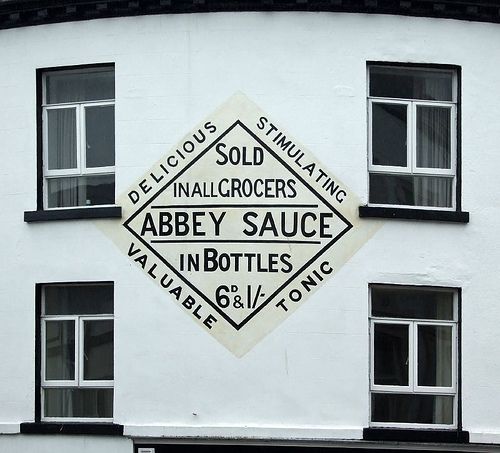 DELICIOUS
STIMULATING
SOLD
IN ALL GROCERS
ABBEY SAUCE
IN BOTTLES
6D & 1/-
VALUABLE
TONIC